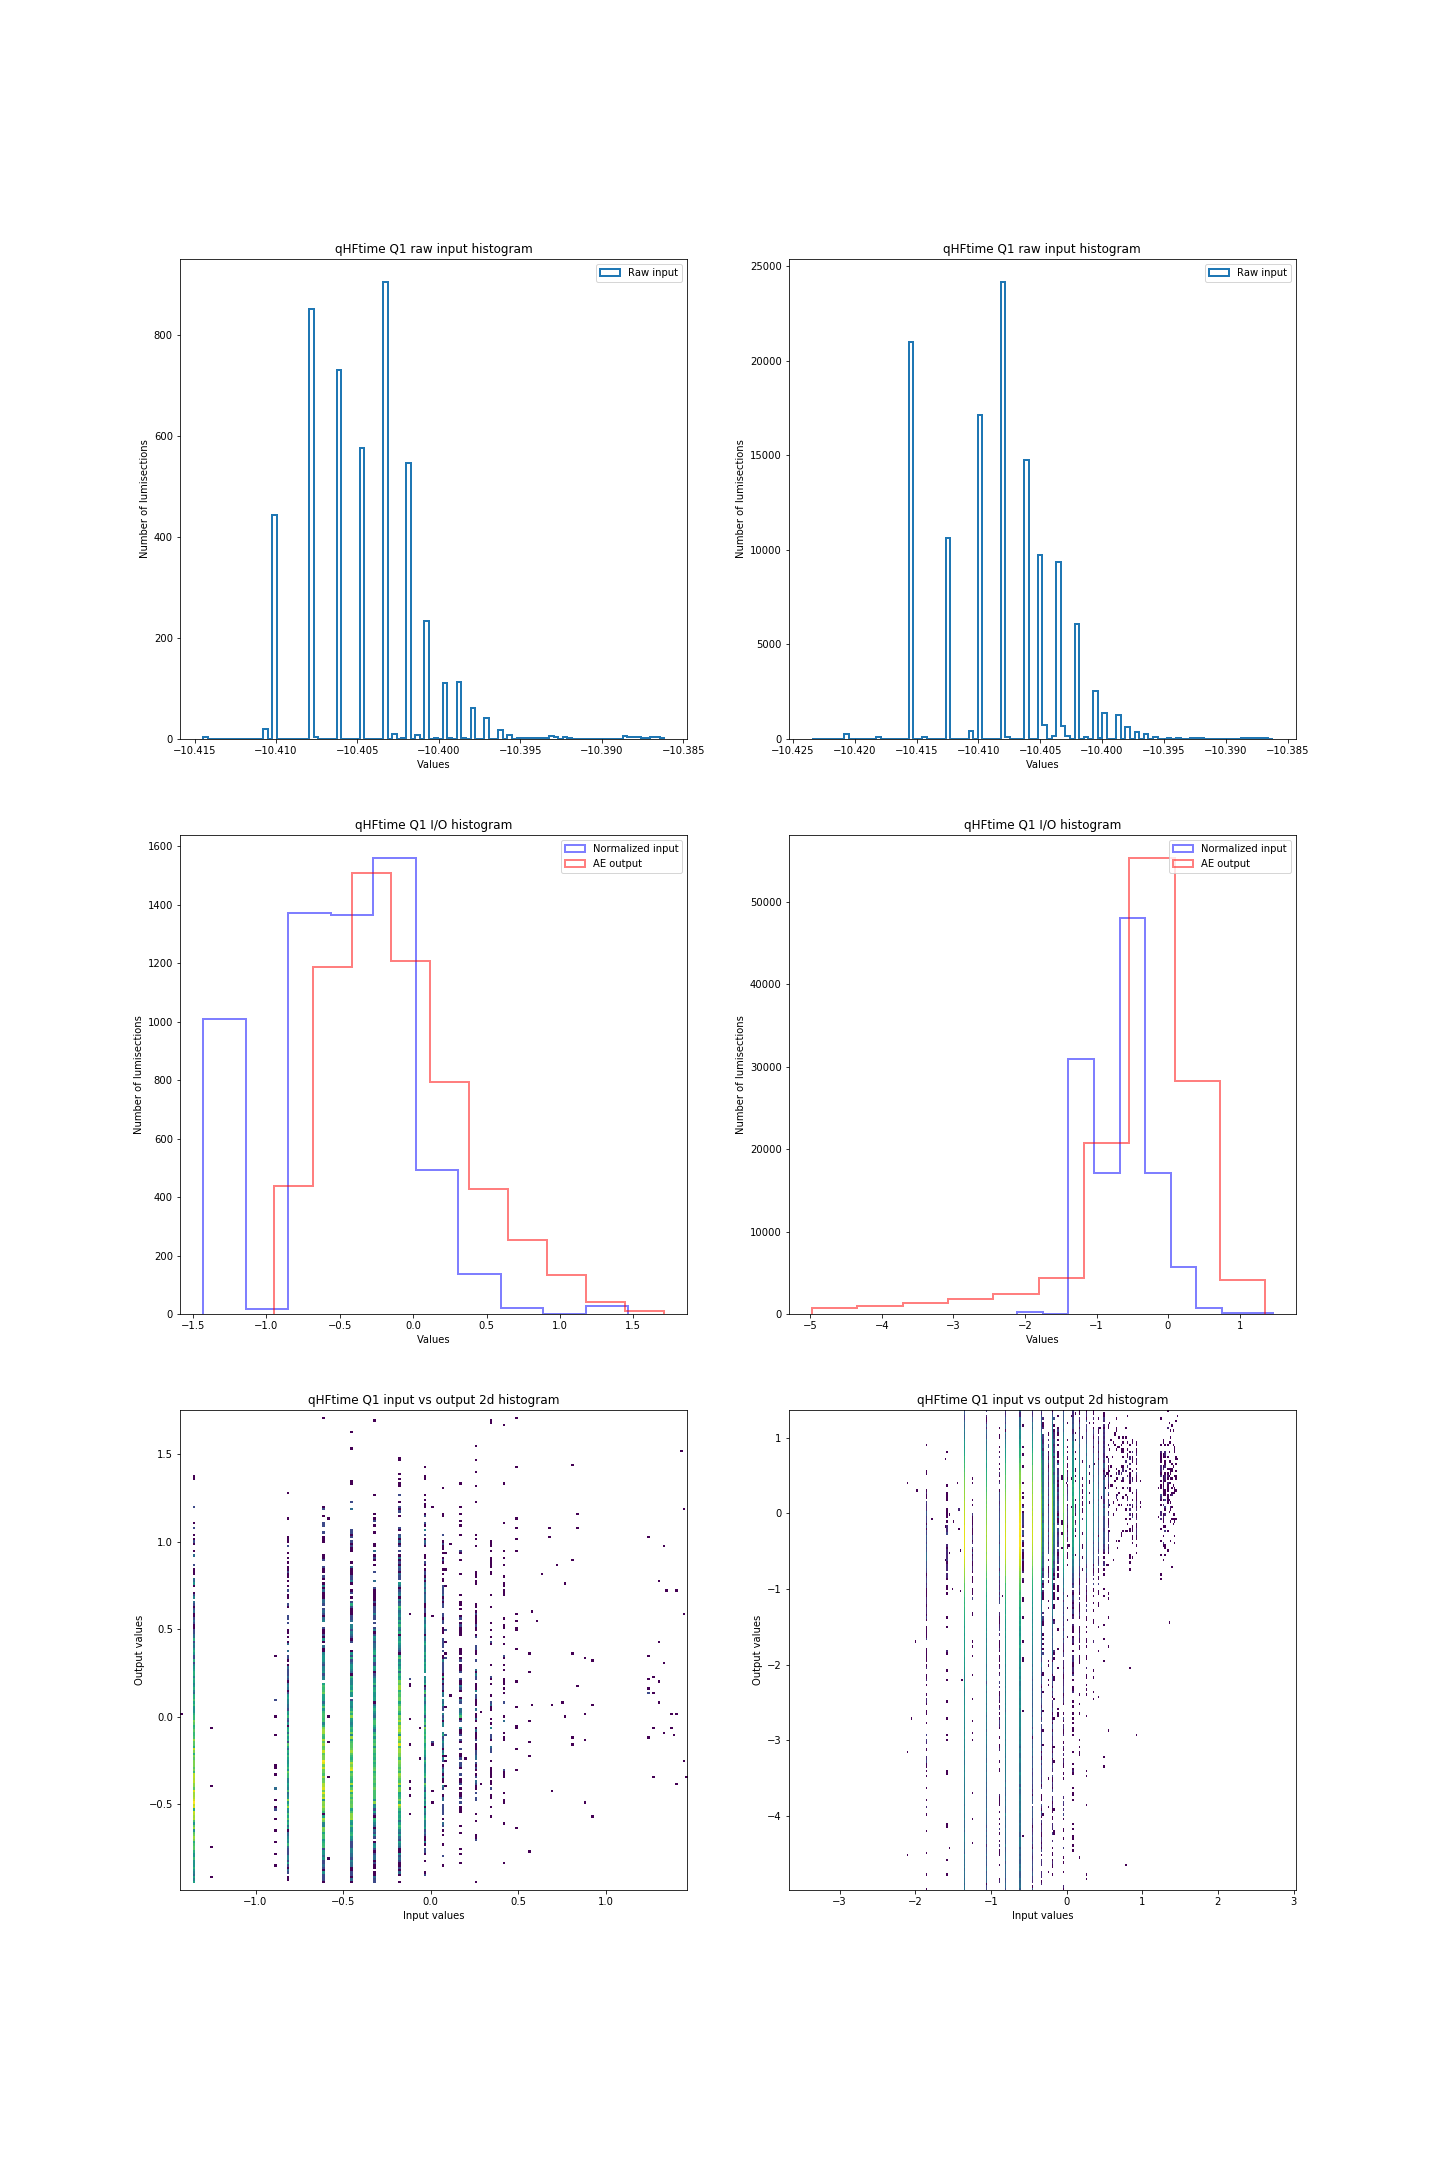 qHFtime Q1 raw input histogram
Raw input
Number of lumisections
800
600
400
200
0
−10.415 −10.410 −10.405 −10.400 −10.395 −10.390 −10.385
Values
qHFtime Q1 raw input histogram
Raw input
Number of lumisections
25000
20000
15000
10000
5000
0
−10.425 −10.420 −10.415 −10.410 −10.405 −10.400 −10.395 −10.390 −10.385
Values
qHFtime Q1 I/O histogram
Normalized input
AE output
Number of lumisections
1600
1400
1200
1000
800
600
400
200
0
−1.5 −1.0 −0.5 0.0 0.5 1.0 1.5
Values
qHFtime Q1 I/O histogram
Normalized input
AE output
Number of lumisections
50000
40000
30000
20000
10000
0
−5 −4 −3 −2 −1 0 1
Values
qHFtime Q1 input vs output 2d histogram
Output values
1.5
1.0
0.5
0.0
−0.5
−1.0 −0.5 0.0 0.5 1.0
Input values
qHFtime Q1 input vs output 2d histogram
Output values
1
0
−1
−2
−3
−4
−3 −2 −1 0 1 2 3
Input values